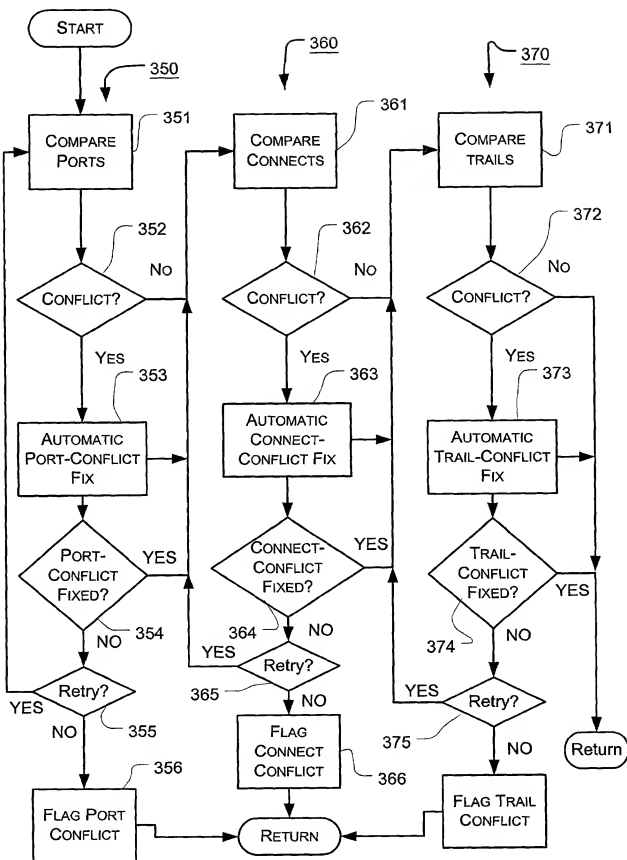 START
350
360
370
351
COMPARE
PORTS
361
COMPARE
CONNECTS
371
COMPARE
TRAILS
352
CONFLICT?
NO
362
CONFLICT?
NO
372
CONFLICT?
NO
YES
353
AUTOMATIC
PORT-CONFLICT
FIX
YES
363
AUTOMATIC
CONNECT-
CONFLICT FIX
YES
373
AUTOMATIC
TRAIL-CONFLICT
FIX
PORT-
CONFLICT
FIXED?
YES
354
NO
CONNECT-
CONFLICT
FIXED?
YES
364
NO
TRAIL-
CONFLICT
FIXED?
YES
374
NO
Retry?
YES
355
NO
Retry?
YES
365
NO
Retry?
YES
375
NO
Return
356
FLAG PORT
CONFLICT
FLAG
CONNECT
CONFLICT
366
FLAG TRAIL
CONFLICT
RETURN